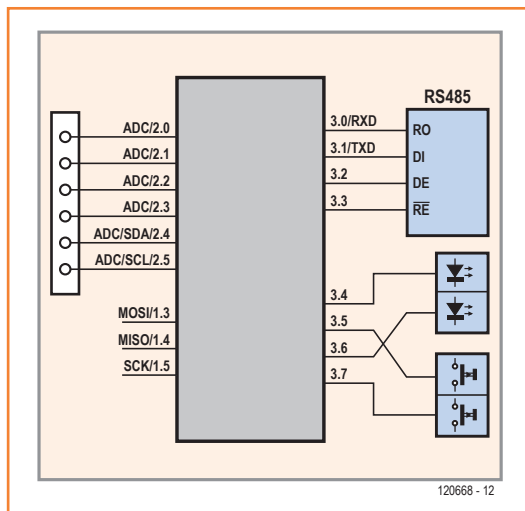 RS485
ADC/2.0
ADC/2.1
ADC/2.2
ADC/2.3
ADC/SDA/2.4
ADC/SCL/2.5
MOSI/1.3
MISO/1.4
SCK/1.5
3.0/RXD
3.1/TXD
3.2
3.3
RO
DI
DE
RE
3.4
3.5
3.6
3.7
120668 - 12